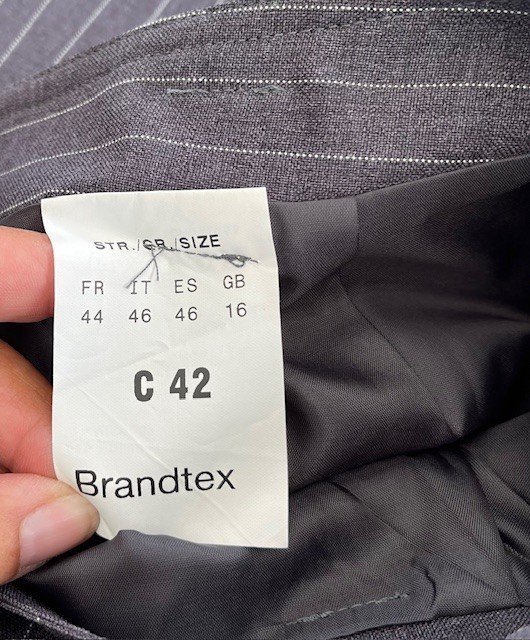 STR./GR./SIZE
FR IT ES GB
44 46 46 16
C 42
Brandtex